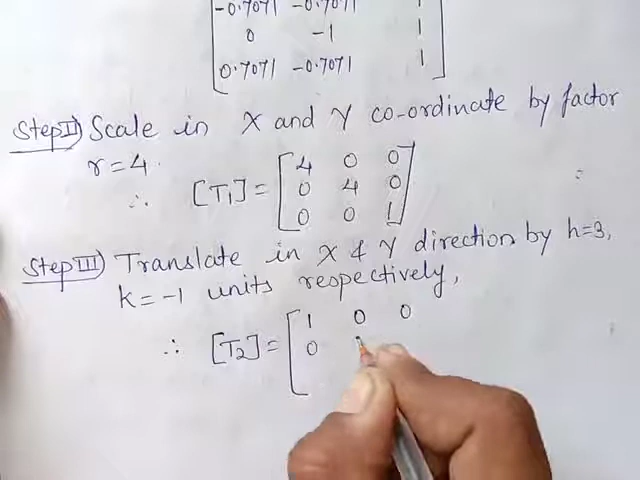 -0.7071 -0.7071 1
0 -1 1
0.7071 -0.7071 1
Step II) Scale in X and Y co-ordinate by factor
r = 4.
∴ [T1] = [4 0 0
0 4 0
0 0 1]
Step III) Translate in X & Y direction by h=3,
k = -1 units respectively,
∴ [T2] = [1 0 0
0